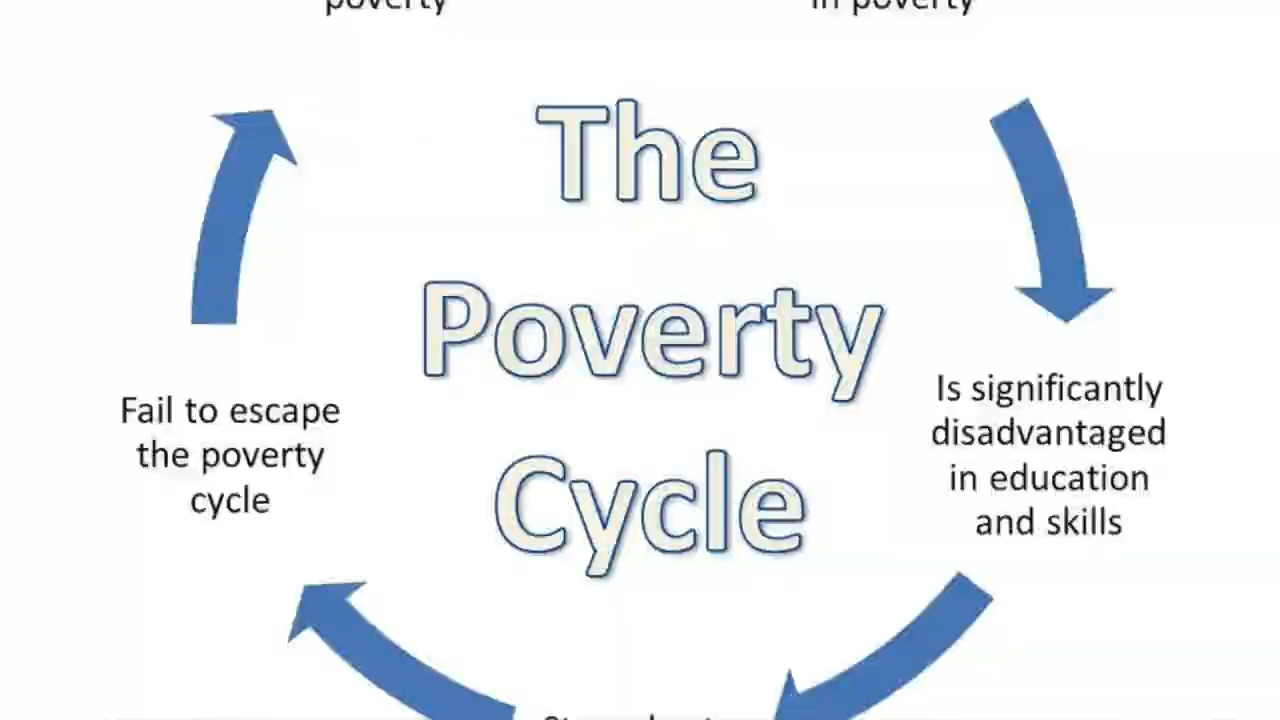 poverty
in poverty
The
Poverty
Cycle
Is significantly
disadvantaged
in education
and skills
Fail to escape
the poverty
cycle